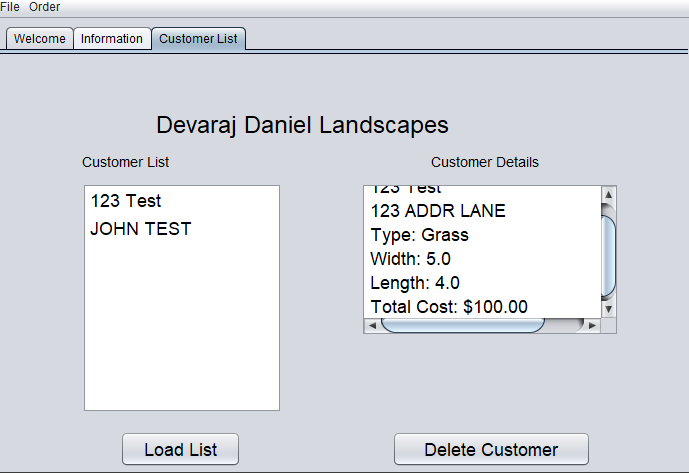 File Order
Welcome Information Customer List
Devaraj Daniel Landscapes
Customer List
Customer Details
123 Test
JOHN TEST
123 Test
123 ADDR LANE
Type: Grass
Width: 5.0
Length: 4.0
Total Cost: $100.00
Load List
Delete Customer